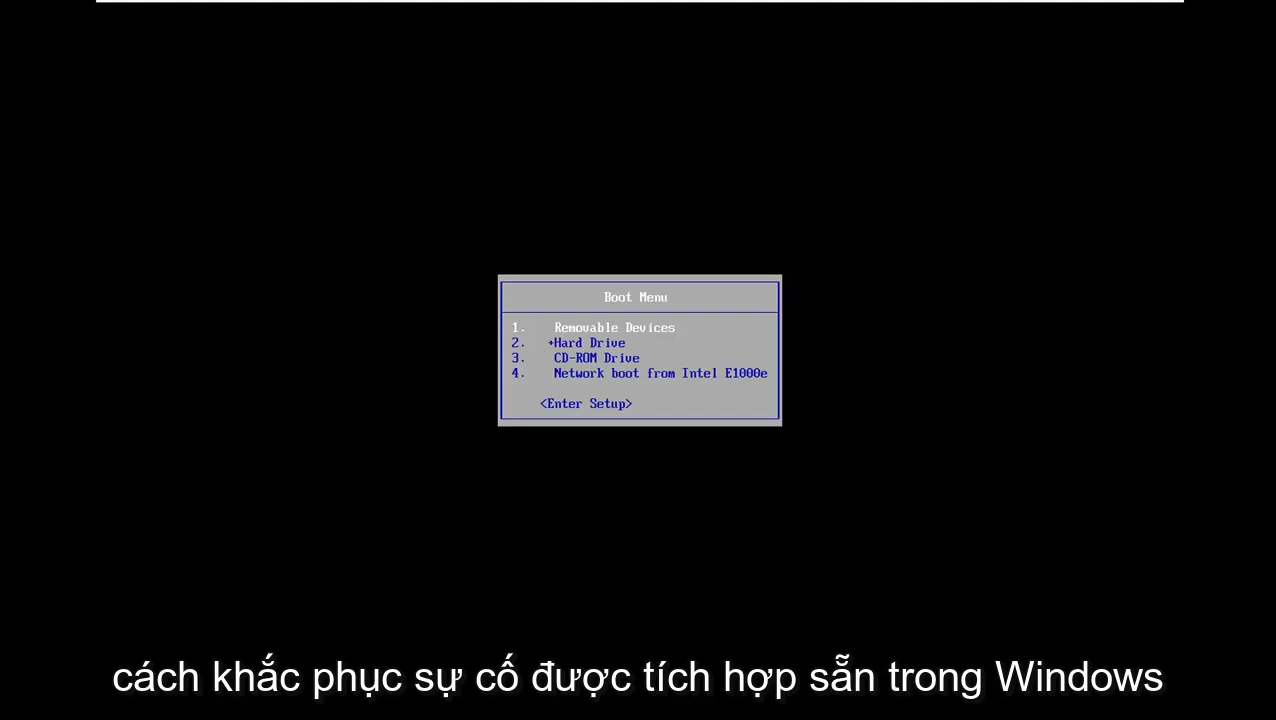 Boot Menu
1. Removable Devices
2. +Hard Drive
3. CD-ROM Drive
4. Network boot from Intel E1000e
<Enter Setup>
cách khắc phục sự cố được tích hợp sẵn trong Windows